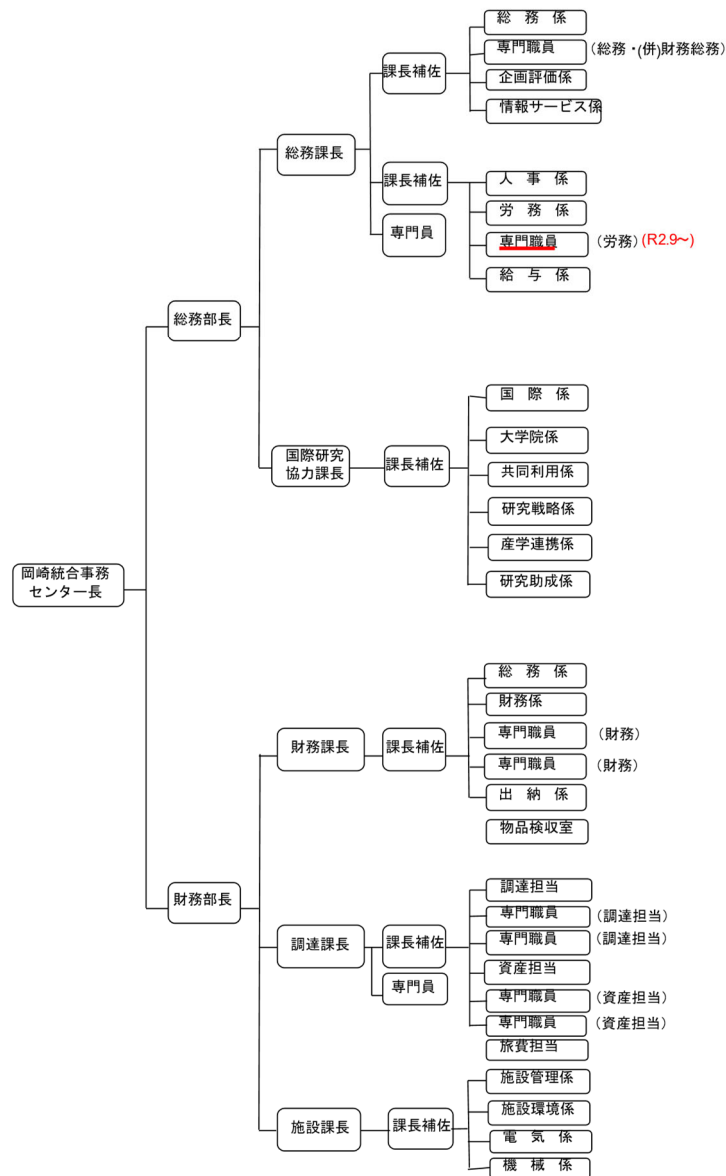 総　務　係
専門職員　(総務・(併)財務総務)
課長補佐
企画評価係
情報サービス係
総務課長
課長補佐
人　事　係
労　務　係
専門員
専門職員　(労務)(R2.9～)
給　与　係
総務部長
国　際　係
大学院係
国際研究
協力課長
課長補佐
共同利用係
研究戦略係
産学連携係
研究助成係
岡崎統合事務
センター長
総　務　係
財務係
財務課長
課長補佐
専門職員　(財務)
専門職員　(財務)
出　納　係
物品検収室
財務部長
調達担当
専門職員　(調達担当)
調達課長
課長補佐
専門職員　(調達担当)
資産担当
専門員
専門職員　(資産担当)
専門職員　(資産担当)
旅費担当
施設管理係
施設環境係
施設課長
課長補佐
電　気　係
機　械　係